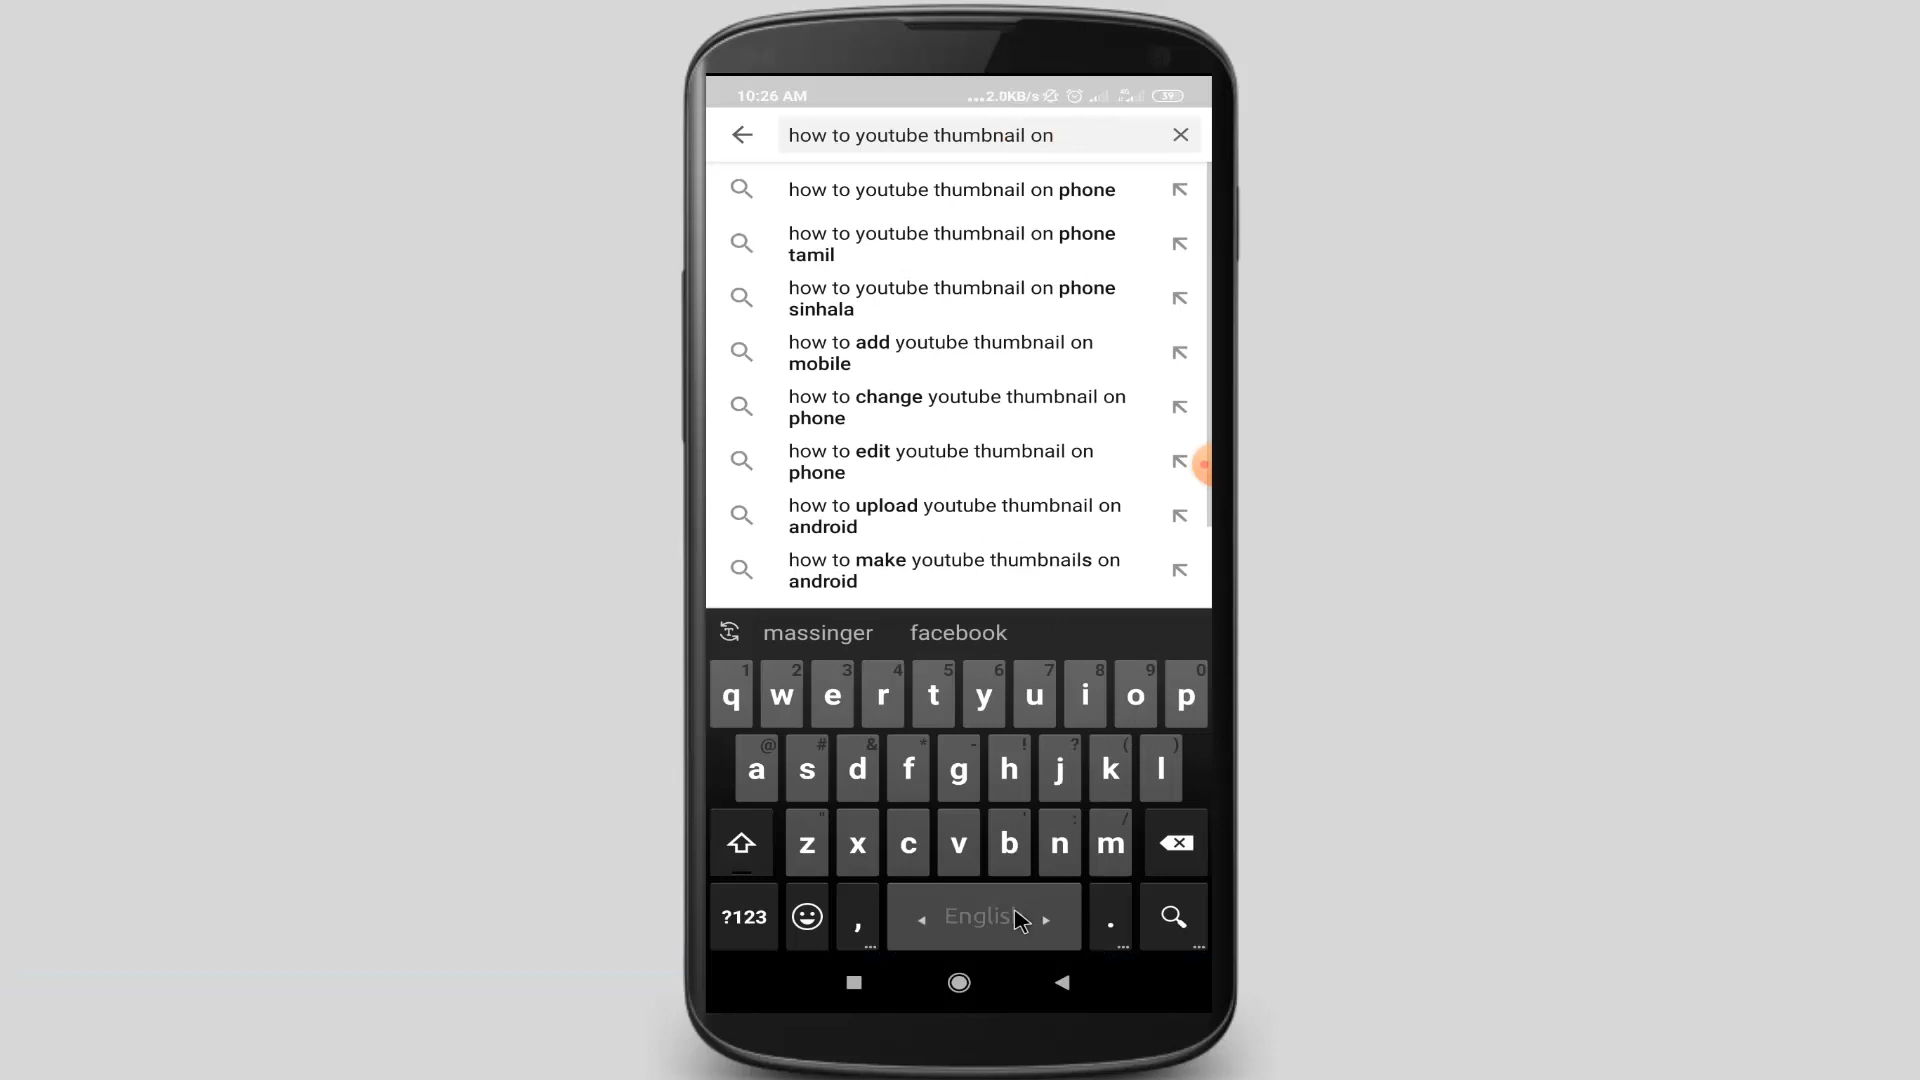 10:26 AM ...2.0KB/s 4G 39
how to youtube thumbnail on
how to youtube thumbnail on phone
how to youtube thumbnail on phone
tamil
how to youtube thumbnail on phone
sinhala
how to add youtube thumbnail on
mobile
how to change youtube thumbnail on
phone
how to edit youtube thumbnail on
phone
how to upload youtube thumbnail on
android
how to make youtube thumbnails on
android
massinger facebook
1 2 3 4 5 6 7 8 9 0
q w e r t y u i o p
@ # & * - ! ? ( )
a s d f g h j k l
" ' : /
z x c v b n m
?123 , English .